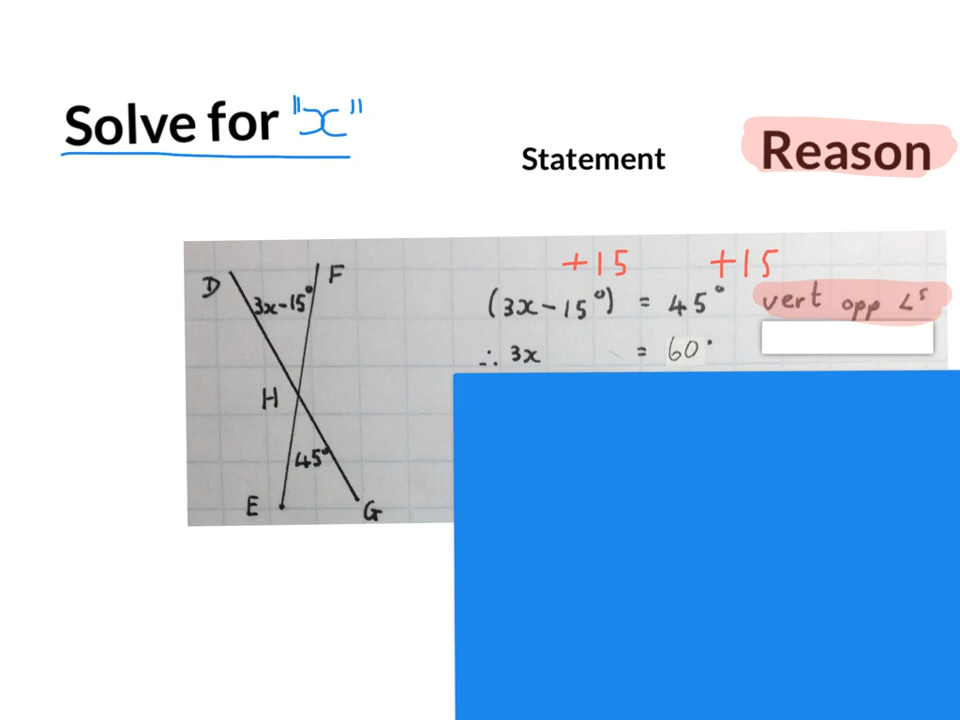 Solve for "x"
Statement
Reason
+15 +15
D
F
3x-15°
(3x-15°) = 45° vert opp ∠s
∴ 3x = 60°
H
45°
E
G